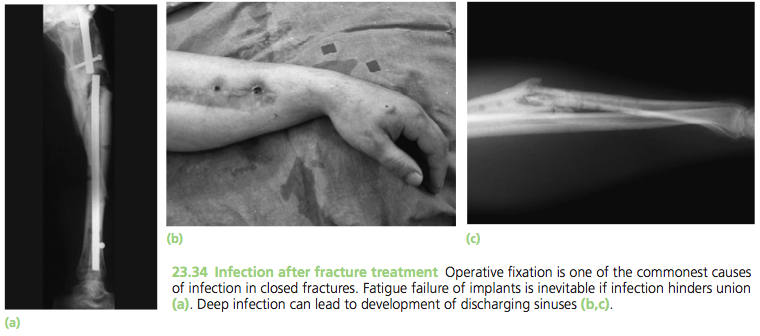 (a)
(b)
(c)
23.34 Infection after fracture treatment Operative fixation is one of the commonest causes
of infection in closed fractures. Fatigue failure of implants is inevitable if infection hinders union
(a). Deep infection can lead to development of discharging sinuses (b,c).